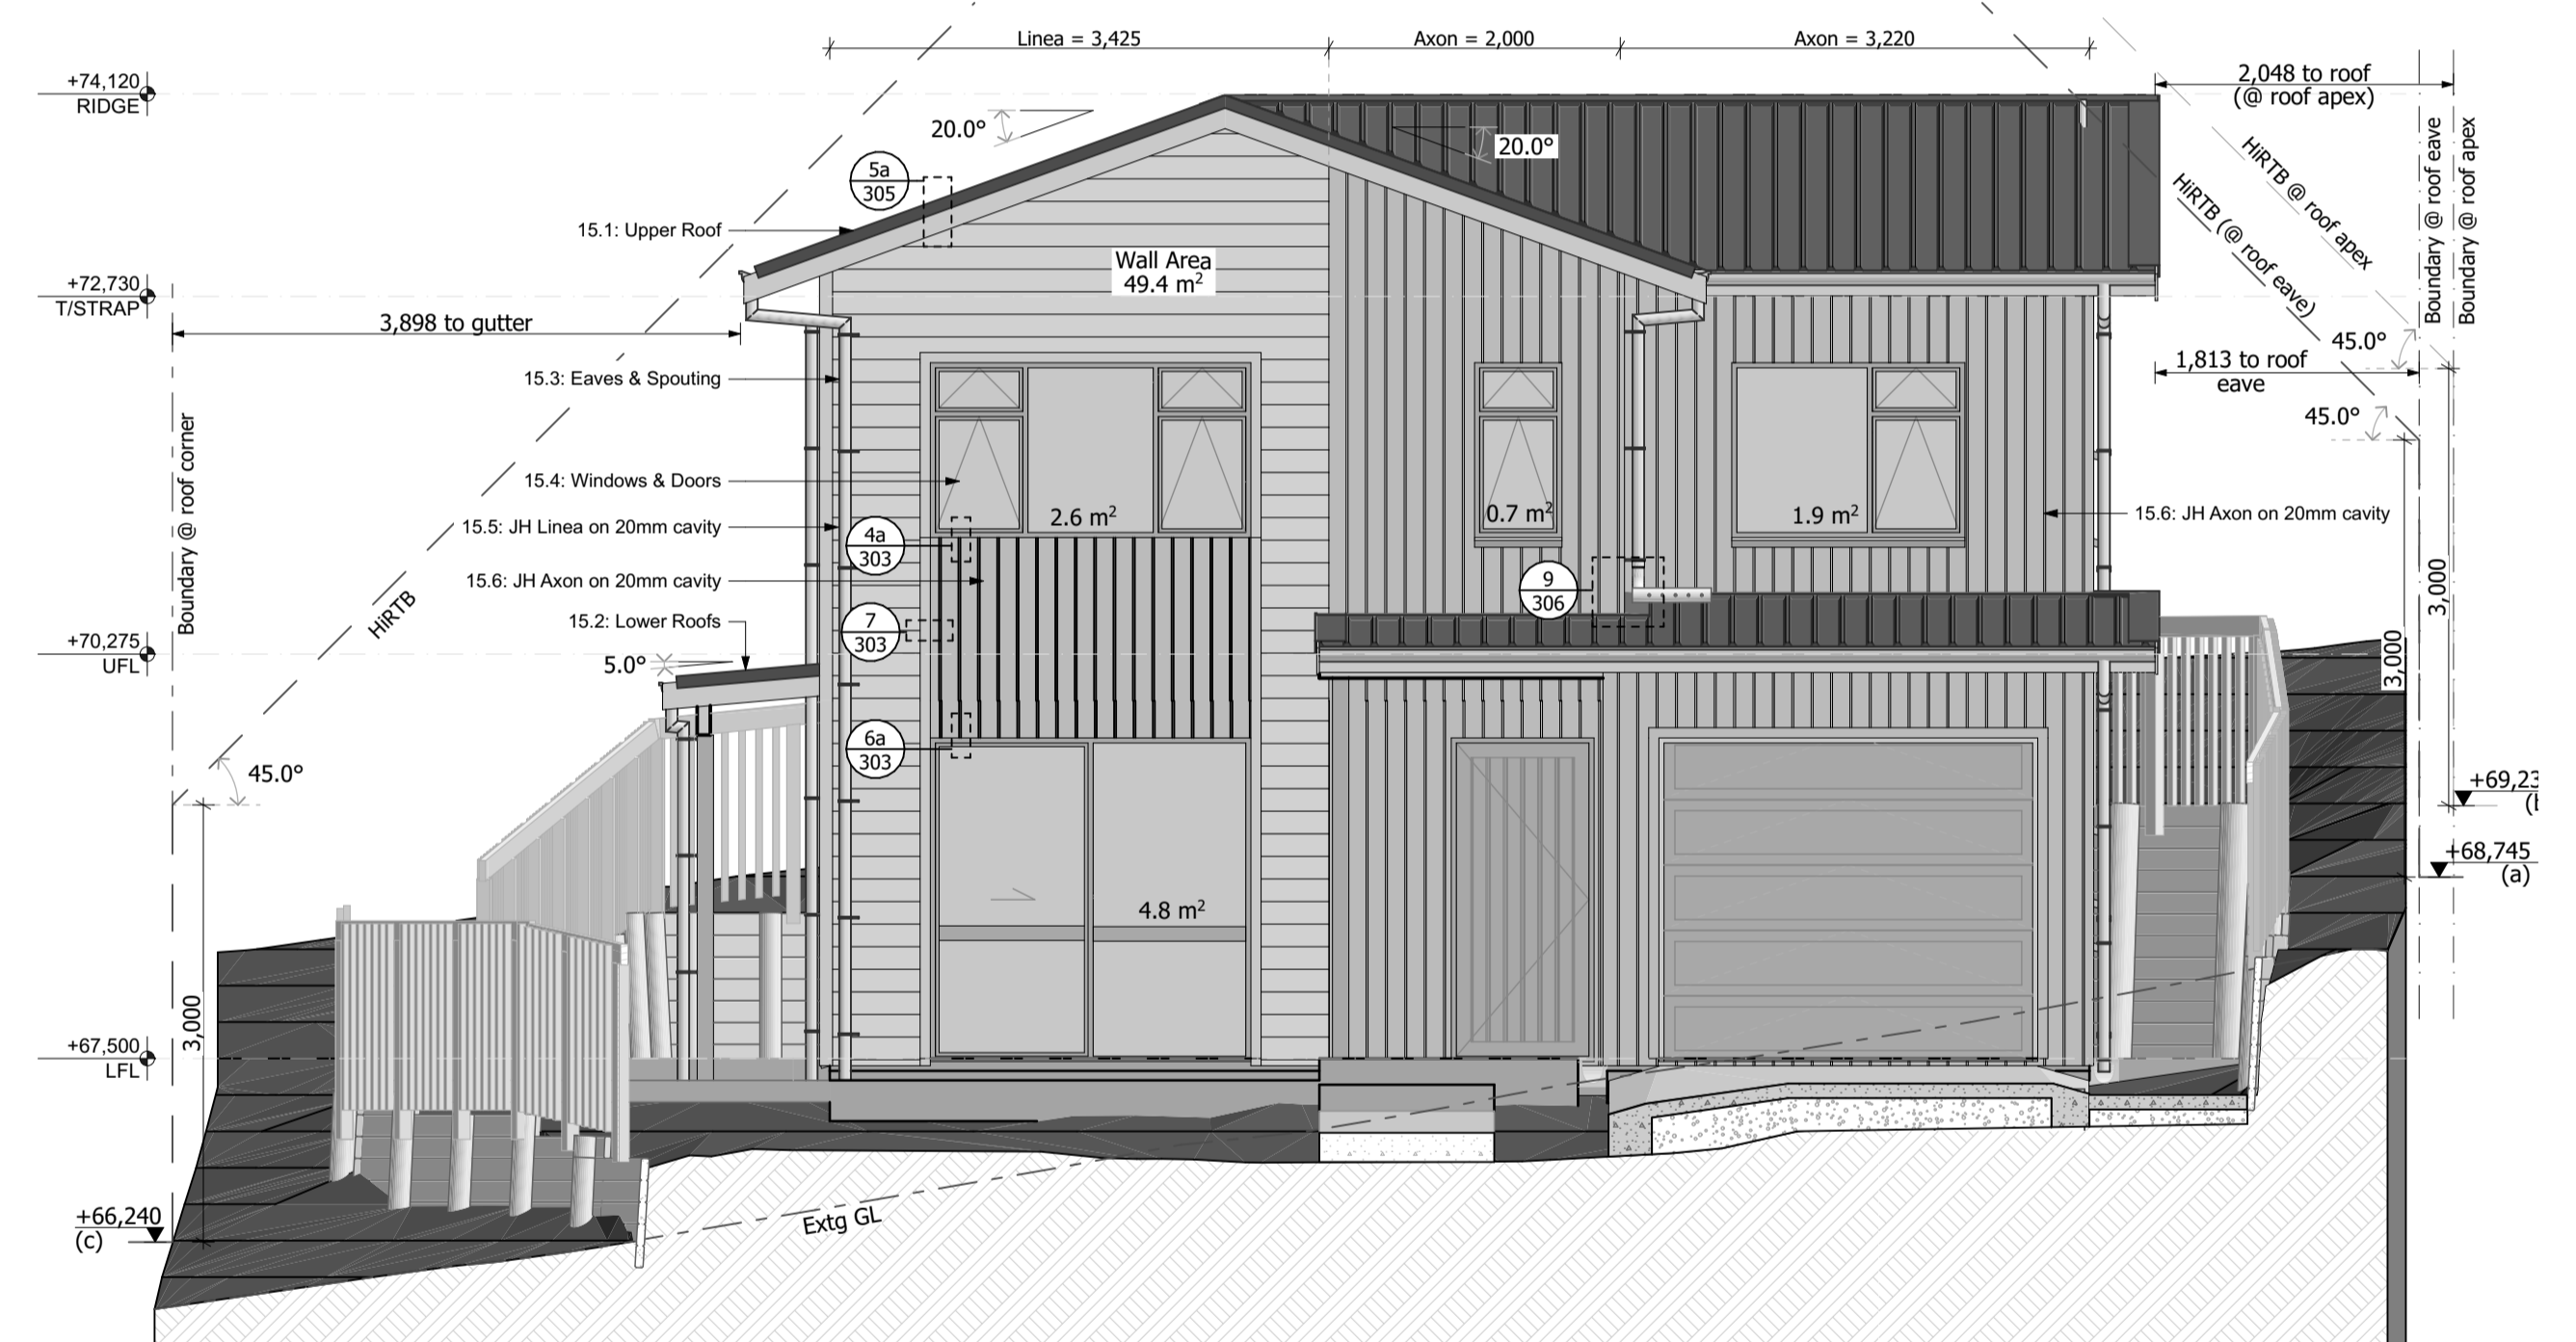 Linea = 3,425
Axon = 2,000
Axon = 3,220
+74,120
RIDGE
2,048 to roof
(@ roof apex)
20.0°
20.0°
5a
305
15.1: Upper Roof
Wall Area
49.4 m²
HiRTB @ roof apex
HiRTB (@ roof eave)
Boundary @ roof eave
Boundary @ roof apex
+72,730
T/STRAP
3,898 to gutter
45.0°
1,813 to roof
eave
45.0°
15.3: Eaves & Spouting
15.4: Windows & Doors
15.5: JH Linea on 20mm cavity
15.6: JH Axon on 20mm cavity
15.2: Lower Roofs
Boundary @ roof corner
HiRTB
4a
303
2.6 m²
0.7 m²
1.9 m²
15.6: JH Axon on 20mm cavity
9
306
7
303
+70,275
UFL
5.0°
3,000
3,000
6a
303
45.0°
+69,23
+68,745
(a)
4.8 m²
3,000
+67,500
LFL
+66,240
(c)
Extg GL